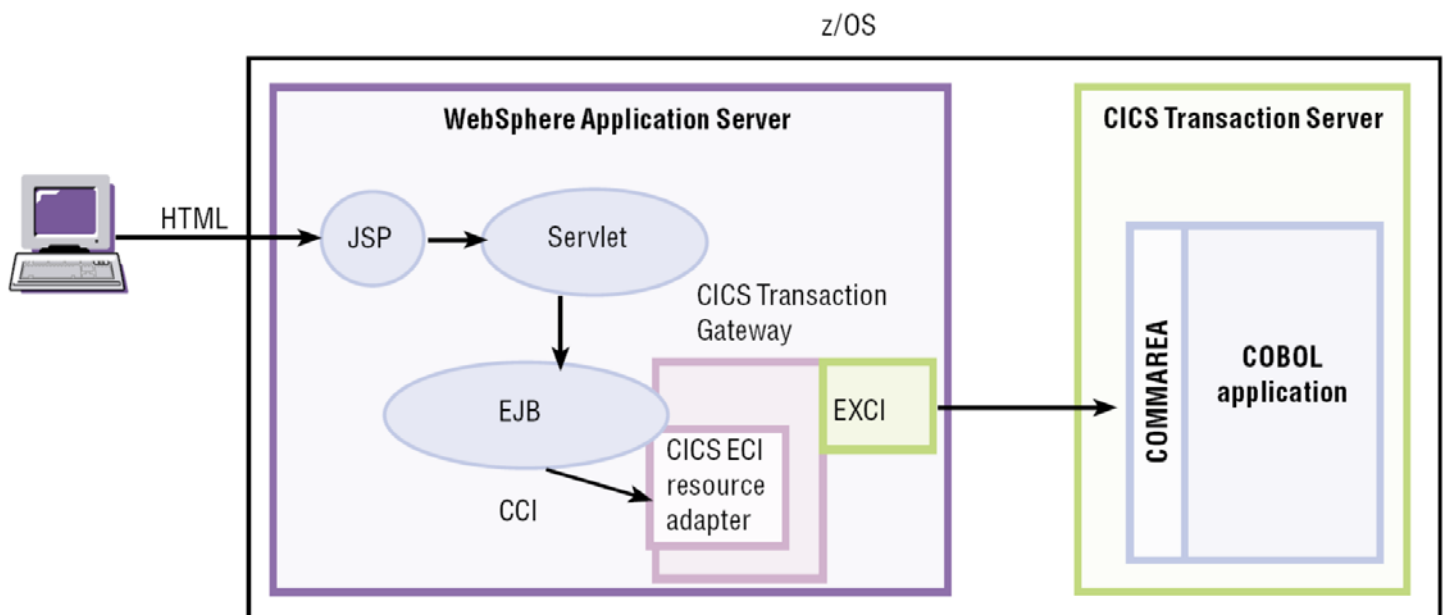 z/OS
WebSphere Application Server
CICS Transaction Server
HTML
JSP
Servlet
CICS Transaction
Gateway
EJB
EXCI
CICS ECI
resource
adapter
CCI
COMMAREA
COBOL
application